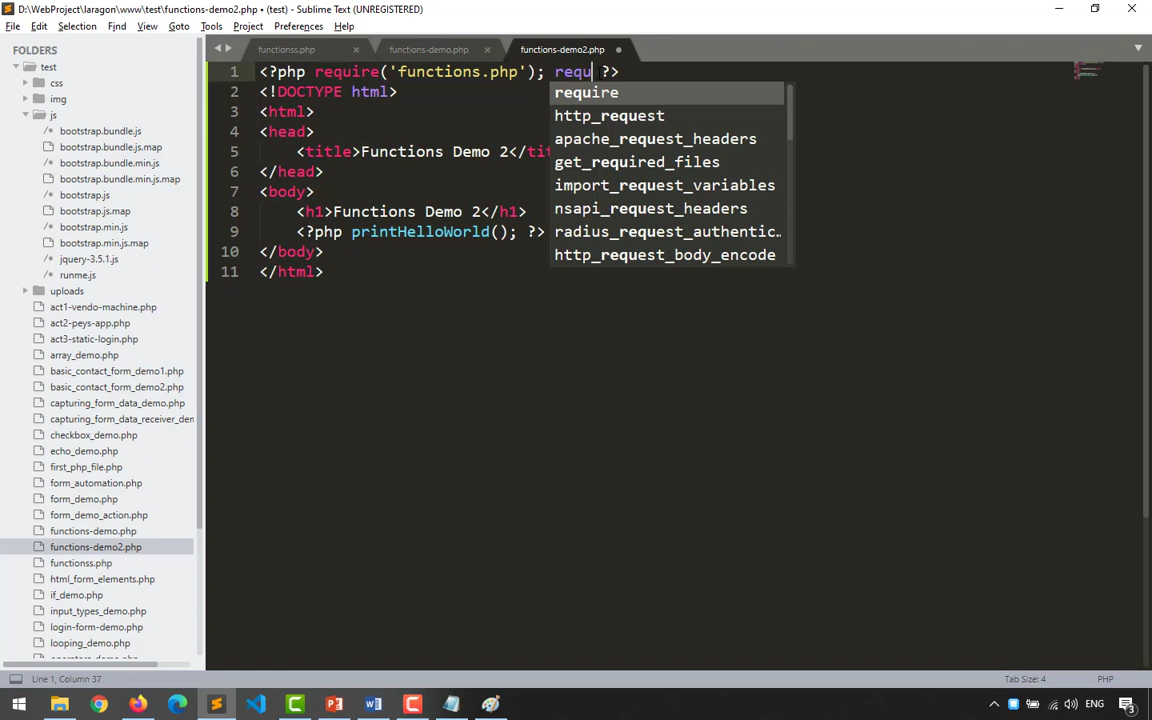 D:\WebProject\laragon\www\test\functions-demo2.php • (test) - Sublime Text (UNREGISTERED)
File Edit Selection Find View Goto Tools Project Preferences Help
FOLDERS
test
css
img
js
bootstrap.bundle.js
bootstrap.bundle.js.map
bootstrap.bundle.min.js
bootstrap.bundle.min.js.map
bootstrap.js
bootstrap.js.map
bootstrap.min.js
bootstrap.min.js.map
jquery-3.5.1.js
runme.js
uploads
act1-vendo-machine.php
act2-peys-app.php
act3-static-login.php
array_demo.php
basic_contact_form_demo1.php
basic_contact_form_demo2.php
capturing_form_data_demo.php
capturing_form_data_receiver_den
checkbox_demo.php
echo_demo.php
first_php_file.php
form_automation.php
form_demo.php
form_demo_action.php
functions-demo.php
functions-demo2.php
functionss.php
html_form_elements.php
if_demo.php
input_types_demo.php
login-form-demo.php
looping_demo.php
functionss.php × functions-demo.php × functions-demo2.php •
1 <?php require('functions.php'); requ ?>
2 <!DOCTYPE html>
3 <html>
4 <head>
5 <title>Functions Demo 2</tit
6 </head>
7 <body>
8 <h1>Functions Demo 2</h1>
9 <?php printHelloWorld(); ?>
10 </body>
11 </html>
require
http_request
apache_request_headers
get_required_files
import_request_variables
nsapi_request_headers
radius_request_authentic…
http_request_body_encode
Line 1, Column 37 Tab Size: 4 PHP
ENG 3